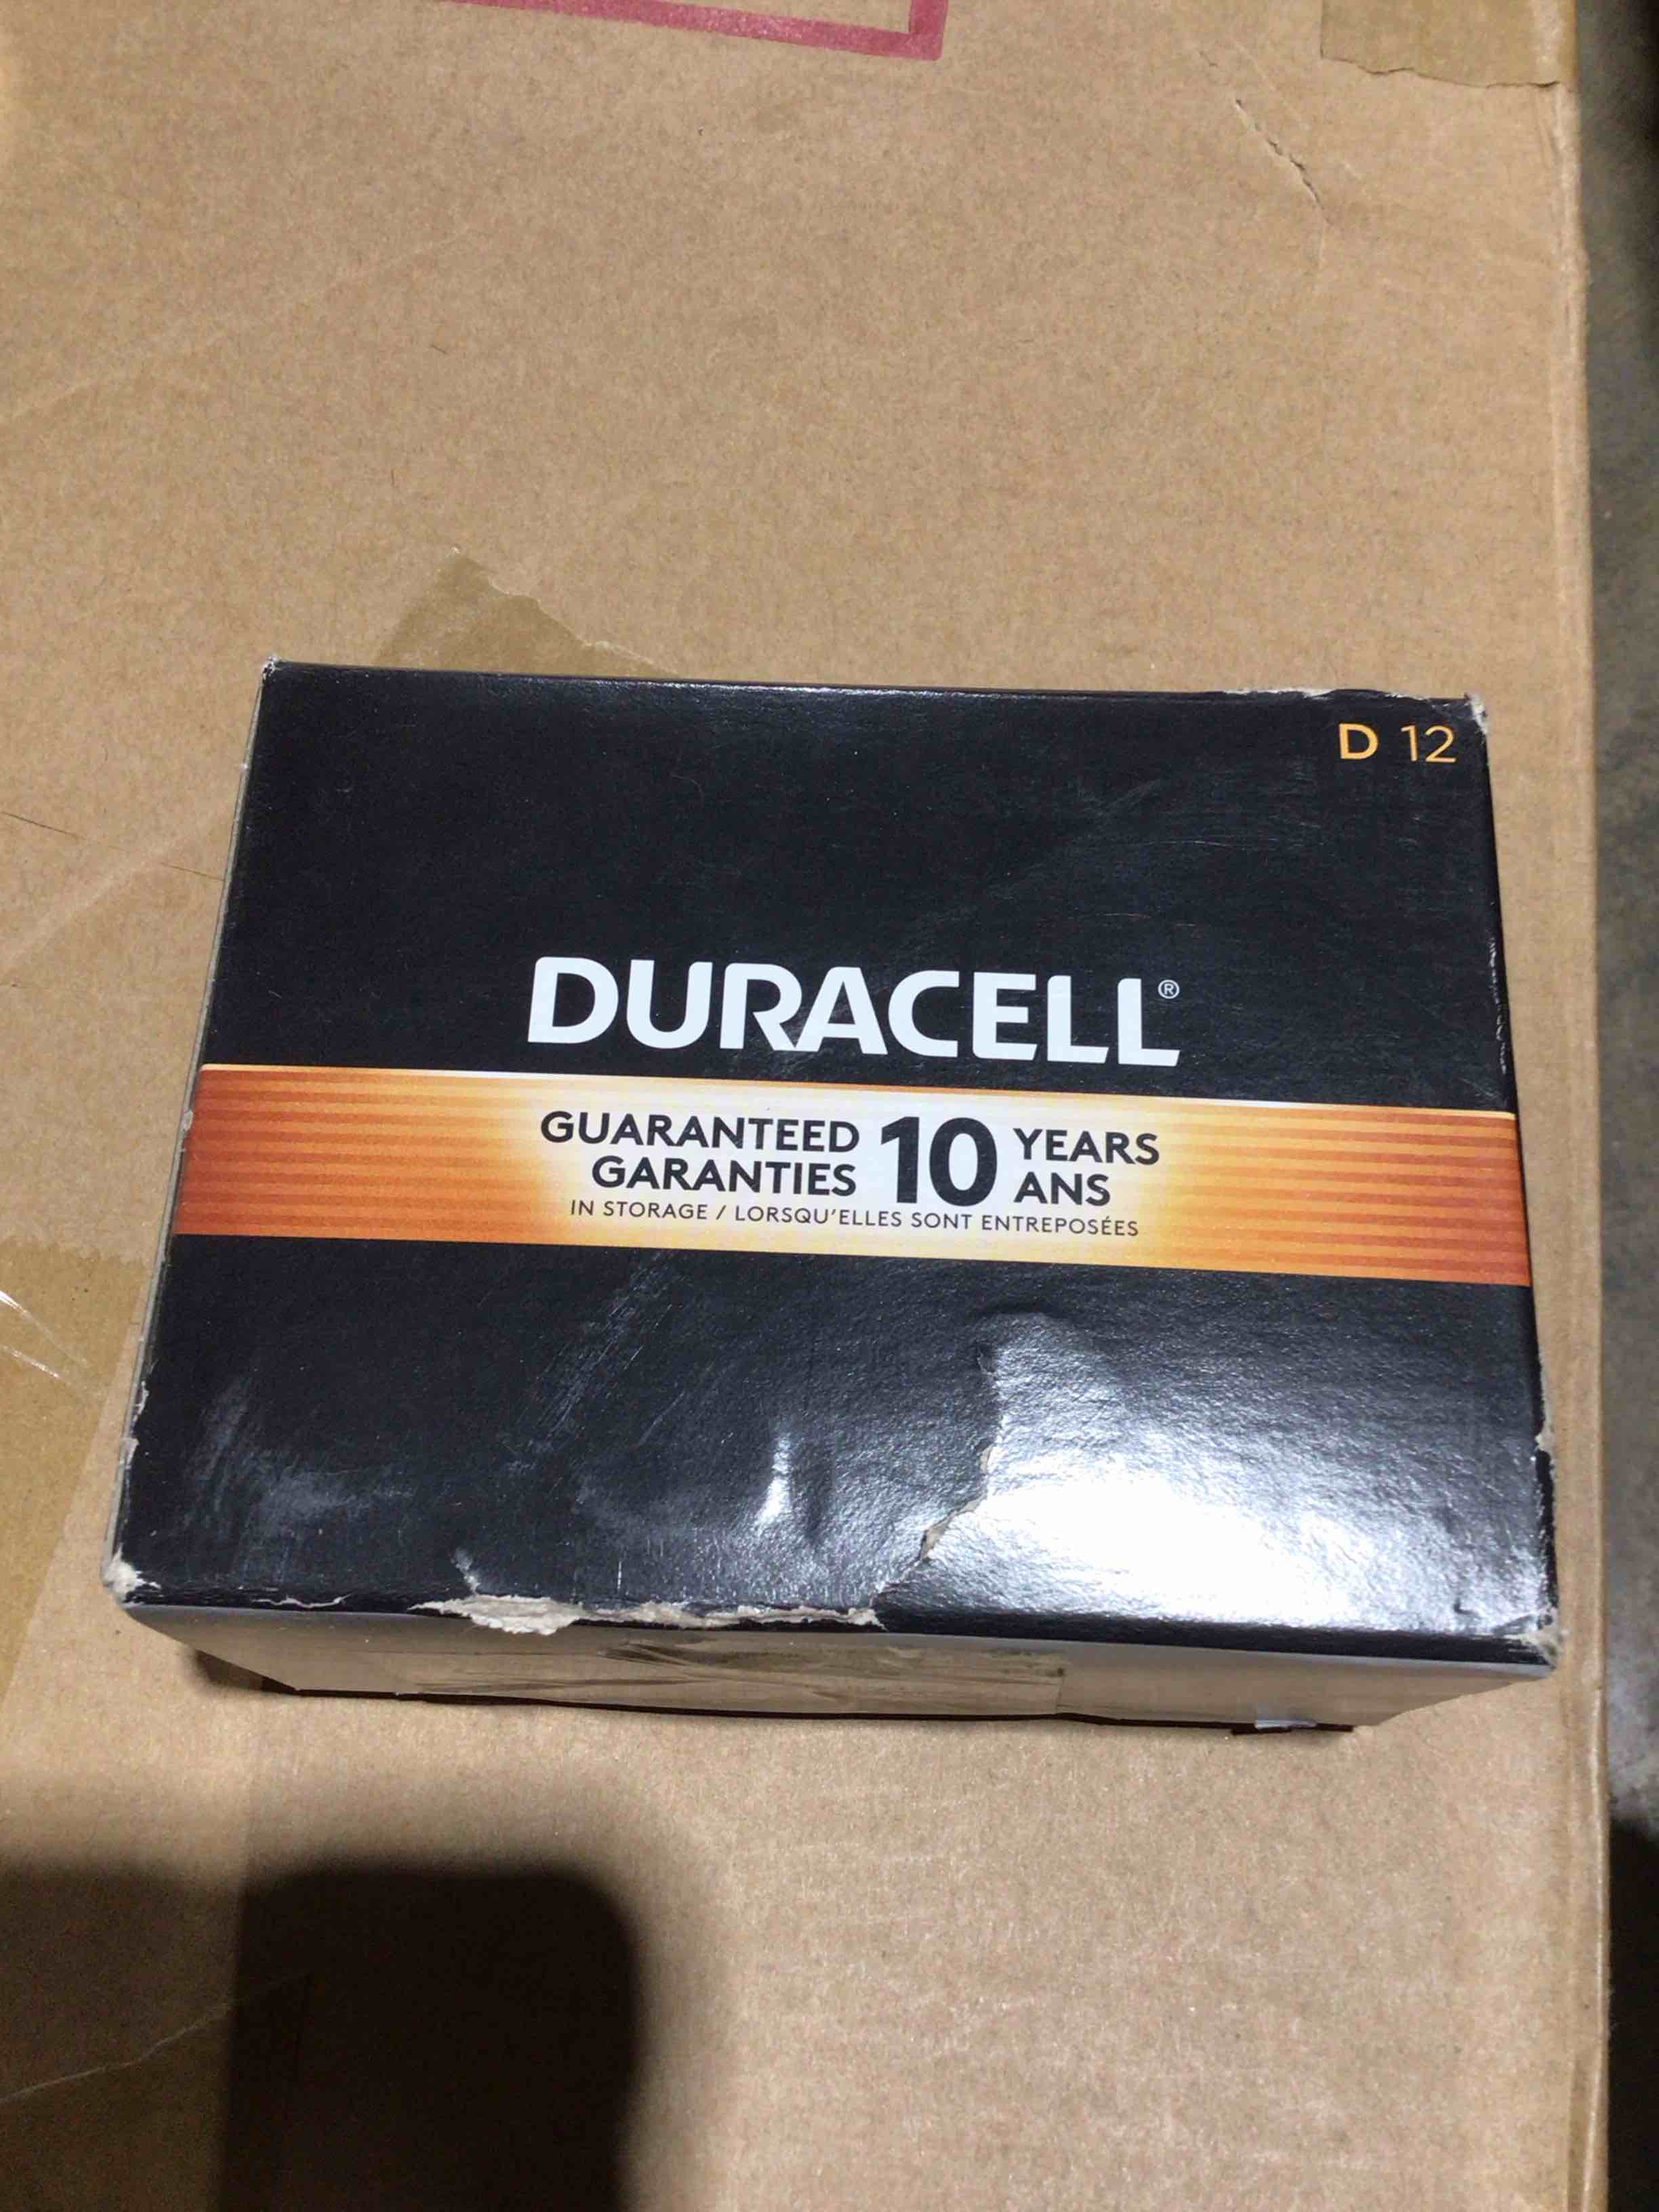 D 12
DURACELL®
GUARANTEED 10 YEARS
GARANTIES ANS
IN STORAGE / LORSQU'ELLES SONT ENTREPOSÉES